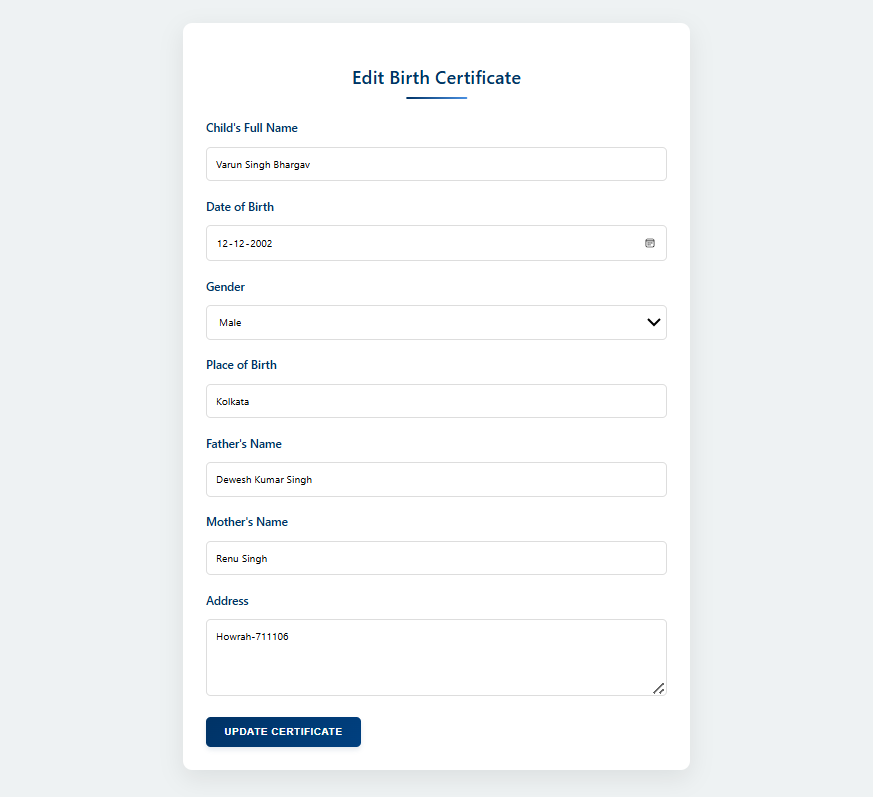 Edit Birth Certificate
Child's Full Name
Varun Singh Bhargav
Date of Birth
12-12-2002
Gender
Male
Place of Birth
Kolkata
Father's Name
Dewesh Kumar Singh
Mother's Name
Renu Singh
Address
Howrah-711106
UPDATE CERTIFICATE